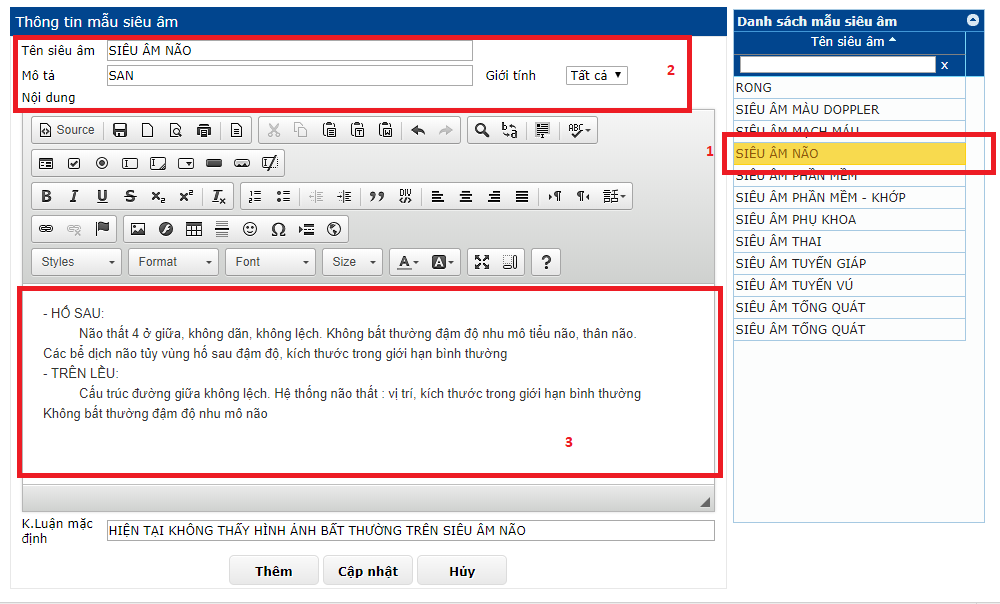 Thông tin mẫu siêu âm
Tên siêu âm SIÊU ÂM NÃO
Mô tả SAN Giới tính Tất cả ▼
2
Nội dung
Source
ABC
B I U S x₂ x² Tx
Styles Format Font Size A A ?
- HỐ SAU:
Não thất 4 ở giữa, không dãn, không lệch. Không bất thường đậm độ nhu mô tiểu não, thân não.
Các bể dịch não tủy vùng hố sau đậm độ, kích thước trong giới hạn bình thường
- TRÊN LỀU:
Cấu trúc đường giữa không lệch. Hệ thống não thất : vị trí, kích thước trong giới hạn bình thường
Không bất thường đậm độ nhu mô não
3
K.Luận mặc định HIỆN TẠI KHÔNG THẤY HÌNH ẢNH BẤT THƯỜNG TRÊN SIÊU ÂM NÃO
Thêm Cập nhật Hủy
Danh sách mẫu siêu âm
Tên siêu âm
x
RONG
SIÊU ÂM MÀU DOPPLER
SIÊU ÂM MẠCH MÁU
1
SIÊU ÂM NÃO
SIÊU ÂM PHẦN MỀM
SIÊU ÂM PHẦN MỀM - KHỚP
SIÊU ÂM PHỤ KHOA
SIÊU ÂM THAI
SIÊU ÂM TUYẾN GIÁP
SIÊU ÂM TUYẾN VÚ
SIÊU ÂM TỔNG QUÁT
SIÊU ÂM TỔNG QUÁT